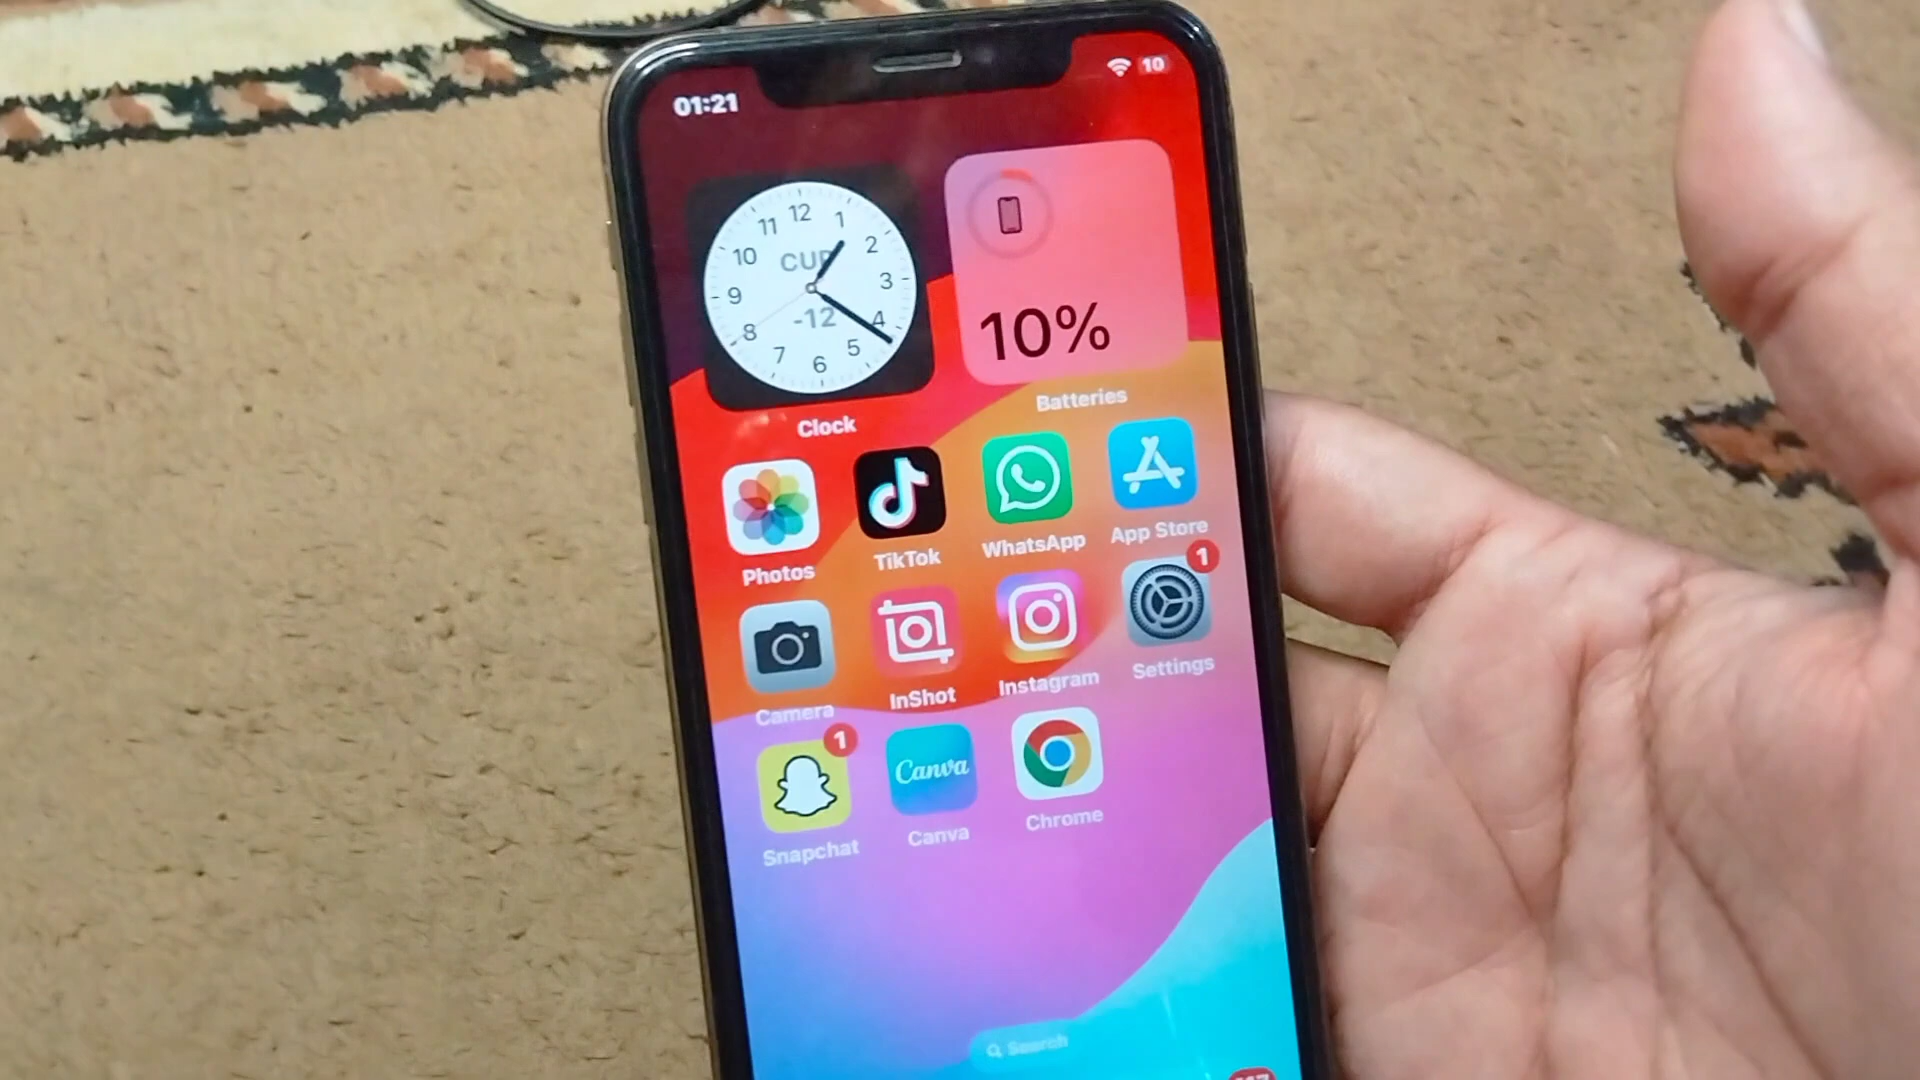 01:21
10
12
11
1
10
2
CUP
9
3
-12
8
4
7
5
6
10%
Clock
Batteries
Photos
TikTok
WhatsApp
App Store
1
Camera
InShot
Instagram
Settings
1
Canva
Snapchat
Canva
Chrome
Search